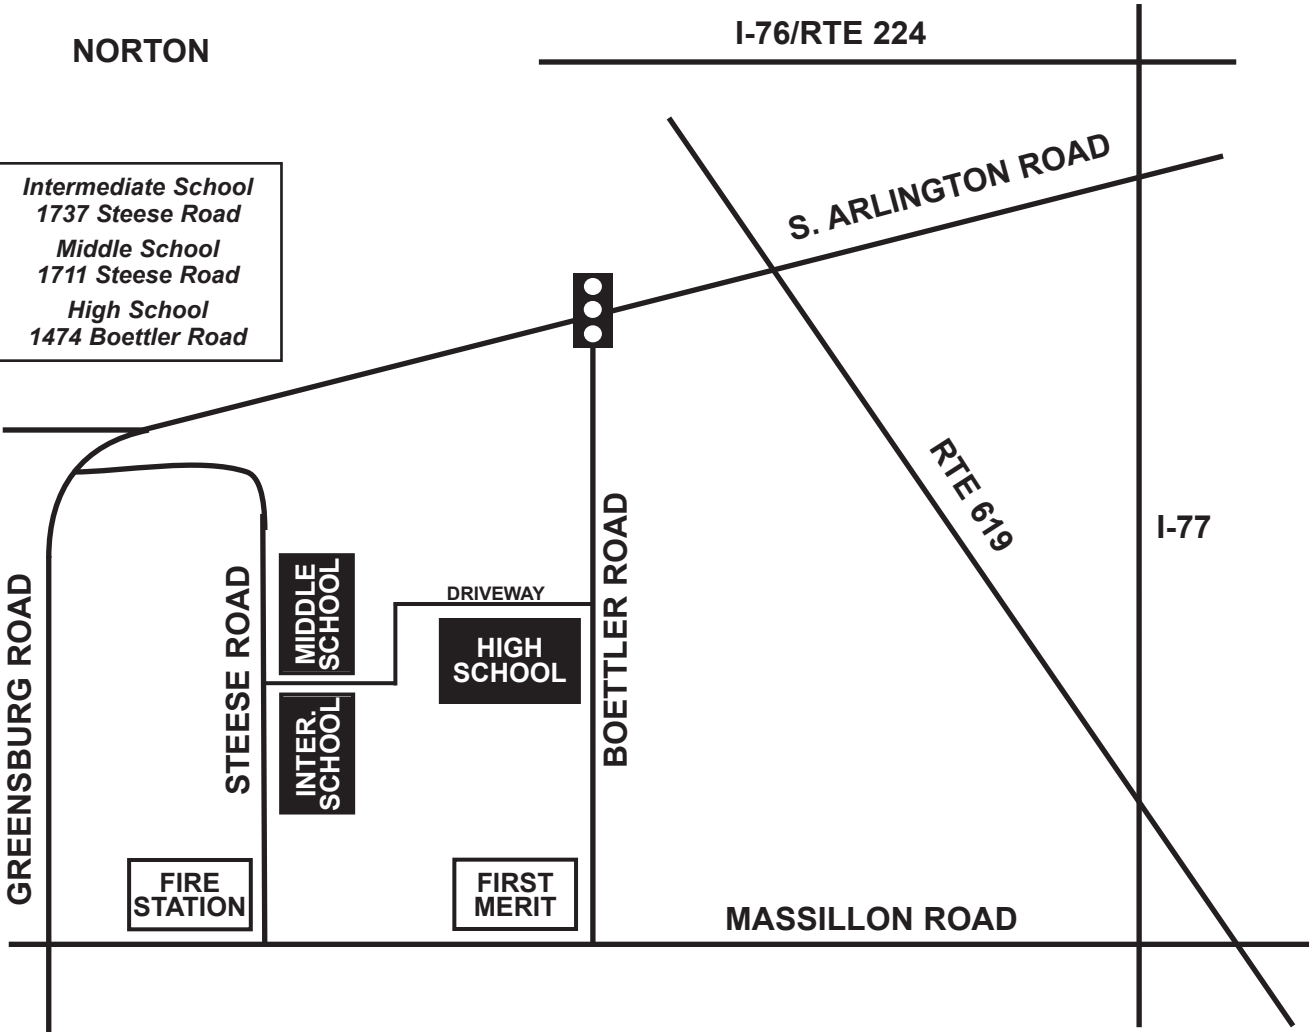 NORTON
I-76/RTE 224
Intermediate School
1737 Steese Road
Middle School
1711 Steese Road
High School
1474 Boettler Road
S. ARLINGTON ROAD
RTE 619
I-77
GREENSBURG ROAD
STEESE ROAD
MIDDLE
SCHOOL
INTER.
SCHOOL
DRIVEWAY
HIGH
SCHOOL
BOETTLER ROAD
FIRE
STATION
FIRST
MERIT
MASSILLON ROAD